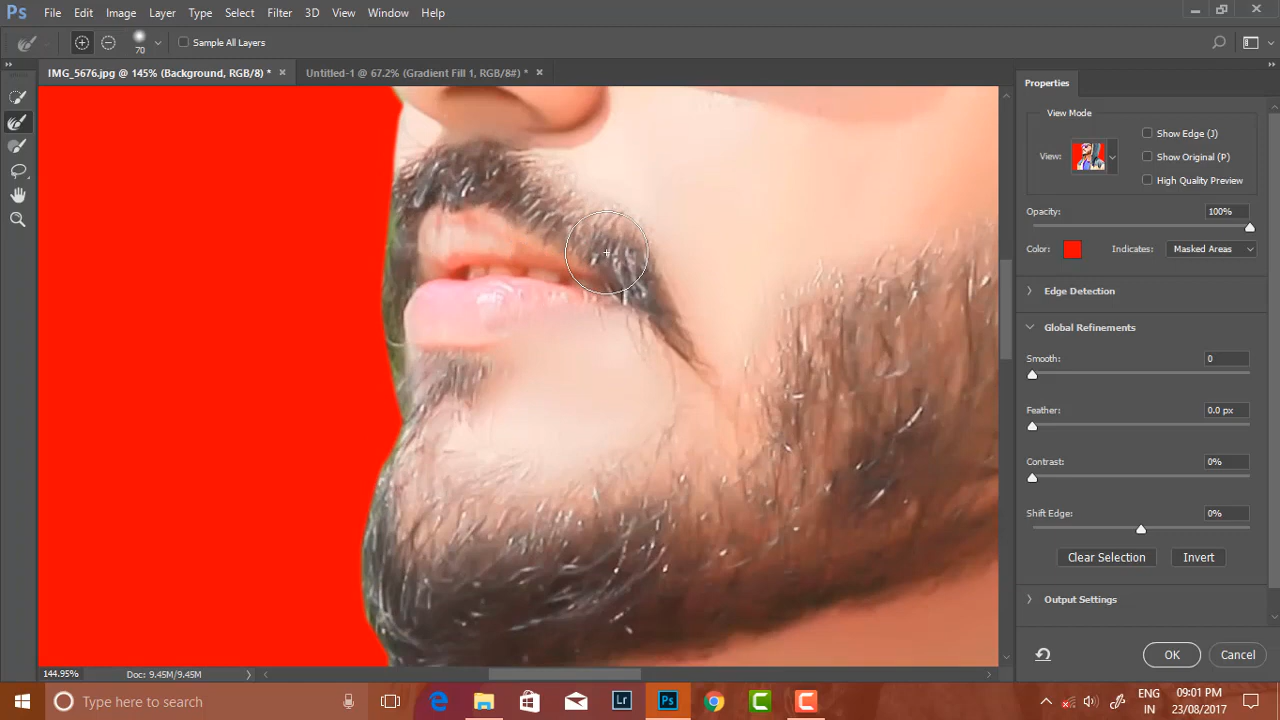 Ps File Edit Image Layer Type Select Filter 3D View Window Help
70 Sample All Layers
IMG_5676.jpg @ 145% (Background, RGB/8) * × Untitled-1 @ 67.2% (Gradient Fill 1, RGB/8#) * ×
Properties
View Mode
Show Edge (J)
View:
Show Original (P)
High Quality Preview
Opacity: 100%
Color: Indicates: Masked Areas
Edge Detection
Global Refinements
Smooth: 0
Feather: 0.0 px
Contrast: 0%
Shift Edge: 0%
Clear Selection Invert
Output Settings
OK Cancel
144.95% Doc: 9.45M/9.45M
Type here to search
Lr Ps
ENG
IN
09:01 PM
23/08/2017